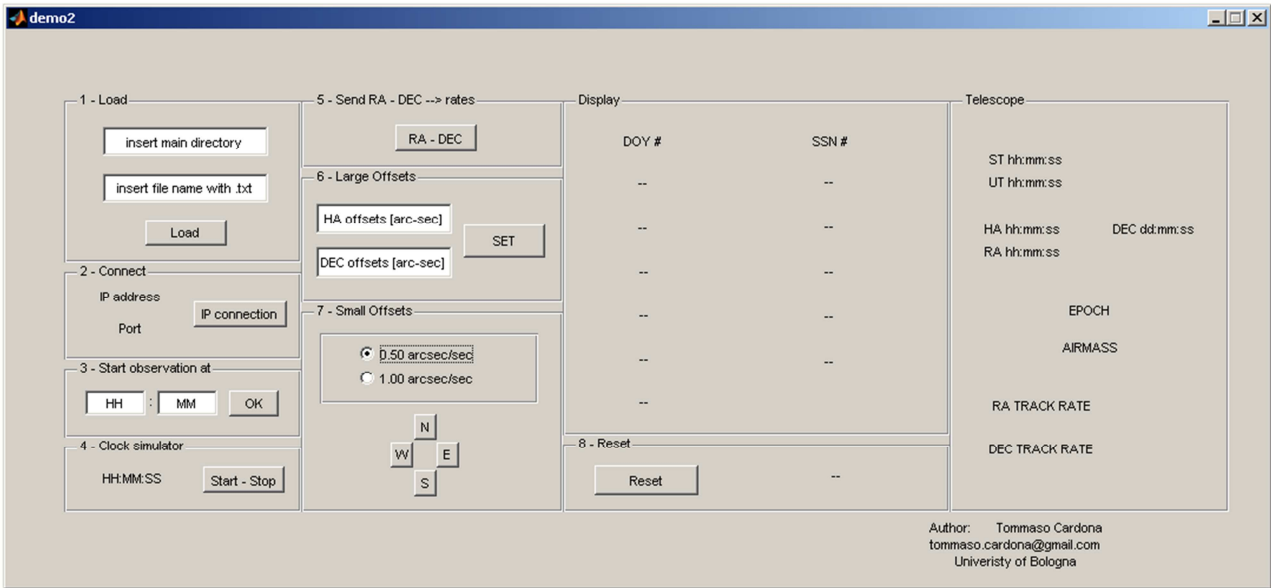 demo2
1 - Load
insert main directory
insert file name with .txt
Load
2 - Connect
IP address
Port
IP connection
3 - Start observation at
HH : MM OK
4 - Clock simulator
HH:MM:SS Start - Stop
5 - Send RA - DEC --> rates
RA - DEC
6 - Large Offsets
HA offsets [arc-sec]
DEC offsets [arc-sec]
SET
7 - Small Offsets
0.50 arcsec/sec
1.00 arcsec/sec
N
W E
S
Display
DOY # SSN #
-- --
-- --
-- --
-- --
-- --
--
8 - Reset
Reset --
Telescope
ST hh:mm:ss
UT hh:mm:ss
HA hh:mm:ss DEC dd:mm:ss
RA hh:mm:ss
EPOCH
AIRMASS
RA TRACK RATE
DEC TRACK RATE
Author: Tommaso Cardona
tommaso.cardona@gmail.com
Univeristy of Bologna